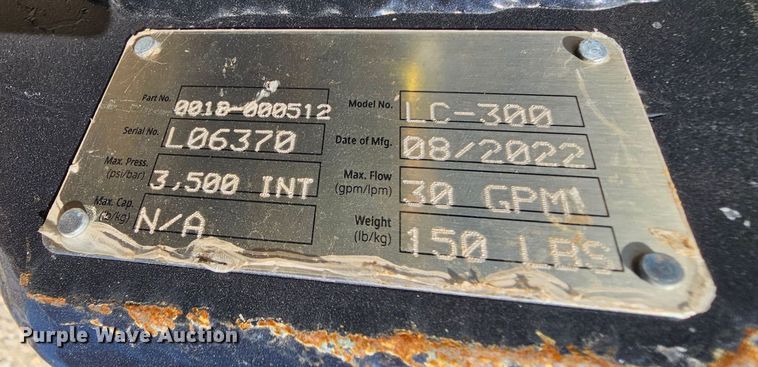 Part No. 0010-000512 Model No. LC-300
Serial No. L06370 Date of Mfg. 08/2022
Max. Press. (psi/bar) 3,500 INT Max. Flow (gpm/lpm) 30 GPM!
Max. Cap. (lb/kg) N/A Weight (lb/kg) 150 LBS
Purple Wave Auction